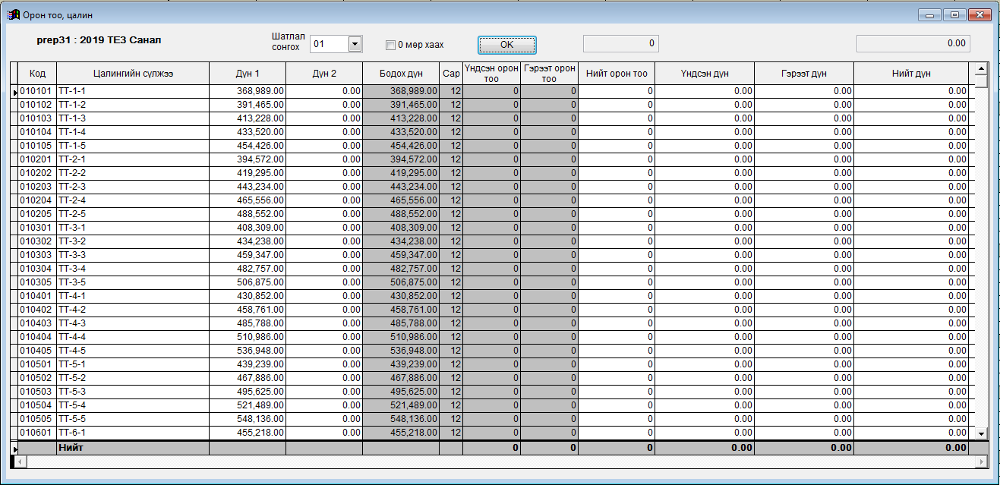 Орон тоо, цалин
prep31 : 2019 ТЕЗ Санал
Шатлал сонгох 01 0 мөр хаах OK 0 0.00
Код Цалингийн сүлжээ Дүн 1 Дүн 2 Бодох дүн Сар Үндсэн орон тоо Гэрээт орон тоо Нийт орон тоо Үндсэн дүн Гэрээт дүн Нийт дүн
010101 ТТ-1-1 368,989.00 0.00 368,989.00 12 0 0 0 0.00 0.00 0.00
010102 ТТ-1-2 391,465.00 0.00 391,465.00 12 0 0 0 0.00 0.00 0.00
010103 ТТ-1-3 413,228.00 0.00 413,228.00 12 0 0 0 0.00 0.00 0.00
010104 ТТ-1-4 433,520.00 0.00 433,520.00 12 0 0 0 0.00 0.00 0.00
010105 ТТ-1-5 454,426.00 0.00 454,426.00 12 0 0 0 0.00 0.00 0.00
010201 ТТ-2-1 394,572.00 0.00 394,572.00 12 0 0 0 0.00 0.00 0.00
010202 ТТ-2-2 419,295.00 0.00 419,295.00 12 0 0 0 0.00 0.00 0.00
010203 ТТ-2-3 443,234.00 0.00 443,234.00 12 0 0 0 0.00 0.00 0.00
010204 ТТ-2-4 465,556.00 0.00 465,556.00 12 0 0 0 0.00 0.00 0.00
010205 ТТ-2-5 488,552.00 0.00 488,552.00 12 0 0 0 0.00 0.00 0.00
010301 ТТ-3-1 408,309.00 0.00 408,309.00 12 0 0 0 0.00 0.00 0.00
010302 ТТ-3-2 434,238.00 0.00 434,238.00 12 0 0 0 0.00 0.00 0.00
010303 ТТ-3-3 459,347.00 0.00 459,347.00 12 0 0 0 0.00 0.00 0.00
010304 ТТ-3-4 482,757.00 0.00 482,757.00 12 0 0 0 0.00 0.00 0.00
010305 ТТ-3-5 506,875.00 0.00 506,875.00 12 0 0 0 0.00 0.00 0.00
010401 ТТ-4-1 430,852.00 0.00 430,852.00 12 0 0 0 0.00 0.00 0.00
010402 ТТ-4-2 458,761.00 0.00 458,761.00 12 0 0 0 0.00 0.00 0.00
010403 ТТ-4-3 485,788.00 0.00 485,788.00 12 0 0 0 0.00 0.00 0.00
010404 ТТ-4-4 510,986.00 0.00 510,986.00 12 0 0 0 0.00 0.00 0.00
010405 ТТ-4-5 536,948.00 0.00 536,948.00 12 0 0 0 0.00 0.00 0.00
010501 ТТ-5-1 439,239.00 0.00 439,239.00 12 0 0 0 0.00 0.00 0.00
010502 ТТ-5-2 467,886.00 0.00 467,886.00 12 0 0 0 0.00 0.00 0.00
010503 ТТ-5-3 495,625.00 0.00 495,625.00 12 0 0 0 0.00 0.00 0.00
010504 ТТ-5-4 521,489.00 0.00 521,489.00 12 0 0 0 0.00 0.00 0.00
010505 ТТ-5-5 548,136.00 0.00 548,136.00 12 0 0 0 0.00 0.00 0.00
010601 ТТ-6-1 455,218.00 0.00 455,218.00 12 0 0 0 0.00 0.00 0.00
Нийт 0 0 0 0.00 0.00 0.00